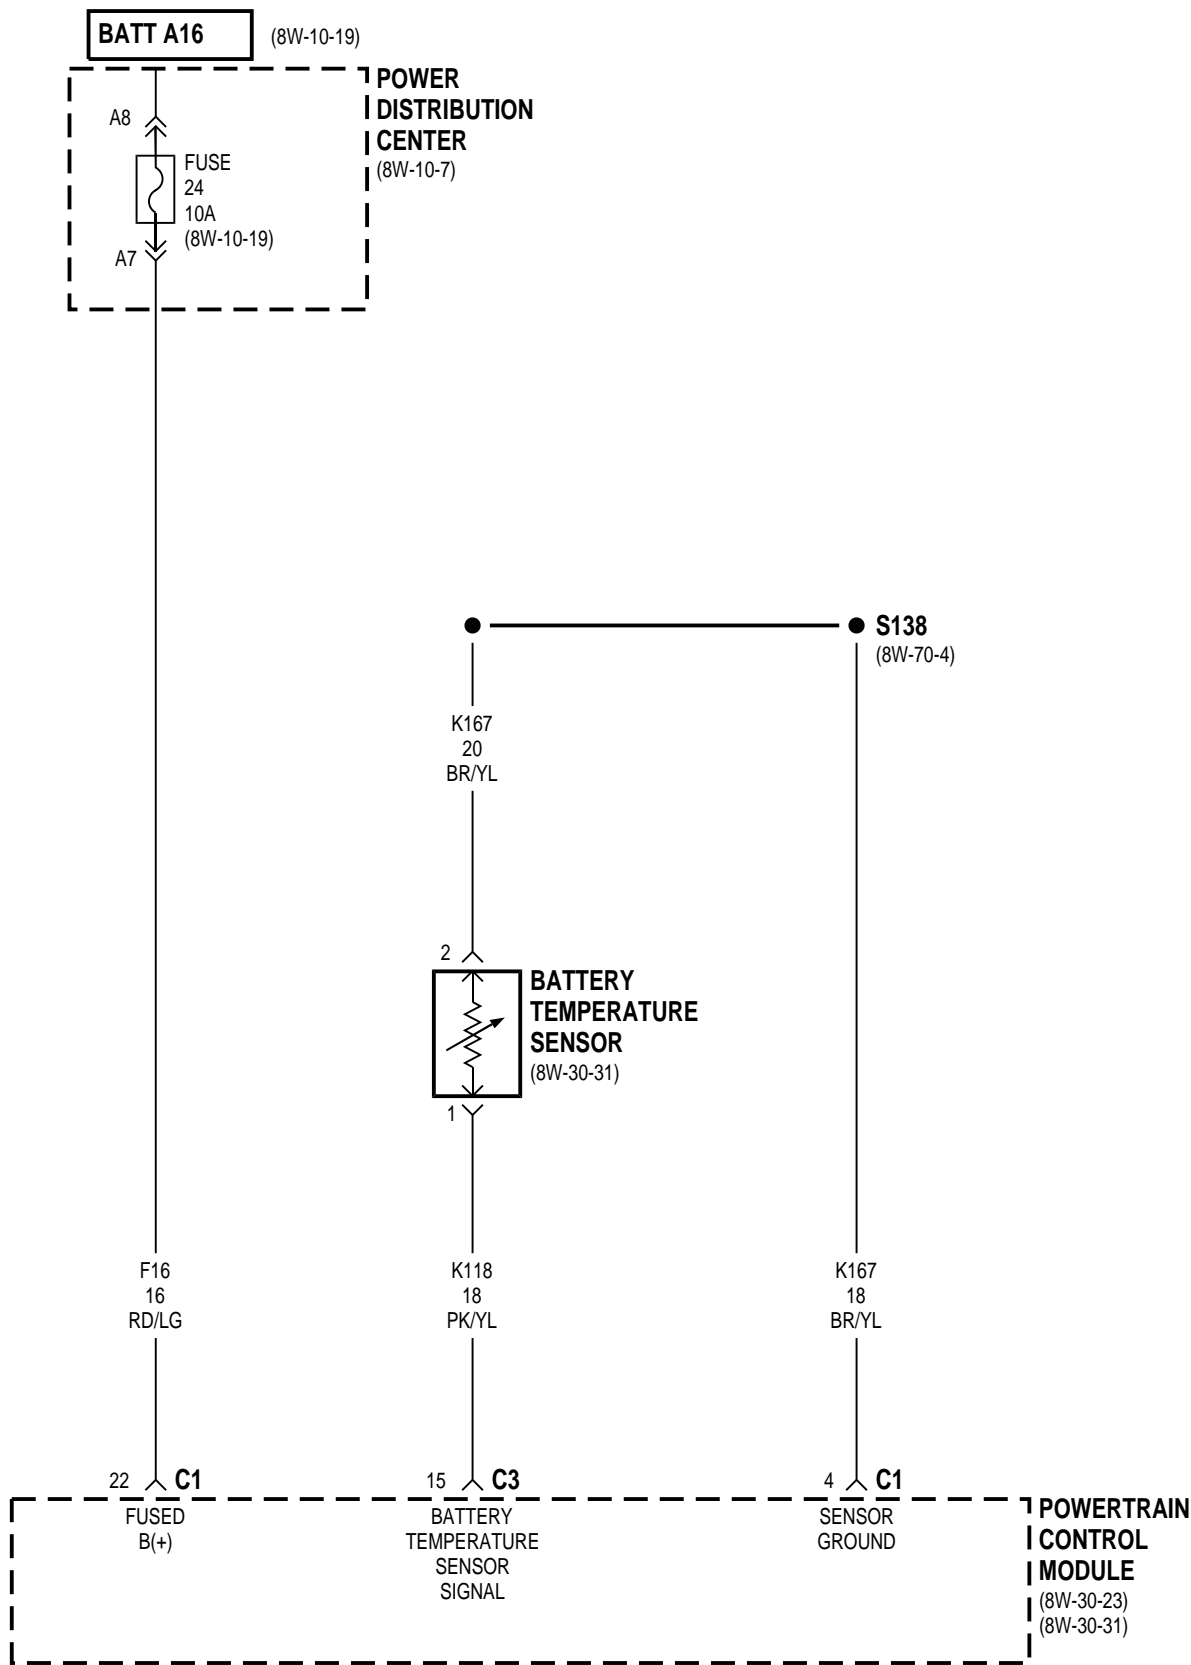 BATT A16
(8W-10-19)
POWER
DISTRIBUTION
CENTER
(8W-10-7)
A8
FUSE
24
10A
(8W-10-19)
A7
S138
(8W-70-4)
K167
20
BR/YL
2
BATTERY
TEMPERATURE
SENSOR
(8W-30-31)
1
F16
16
RD/LG
K118
18
PK/YL
K167
18
BR/YL
22
C1
15
C3
4
C1
FUSED
B(+)
BATTERY
TEMPERATURE
SENSOR
SIGNAL
SENSOR
GROUND
POWERTRAIN
CONTROL
MODULE
(8W-30-23)
(8W-30-31)